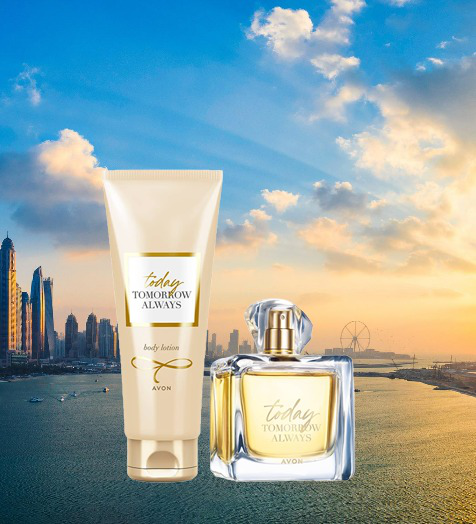 today
TOMORROW
ALWAYS
body lotion
AVON
today
TOMORROW
ALWAYS
AVON